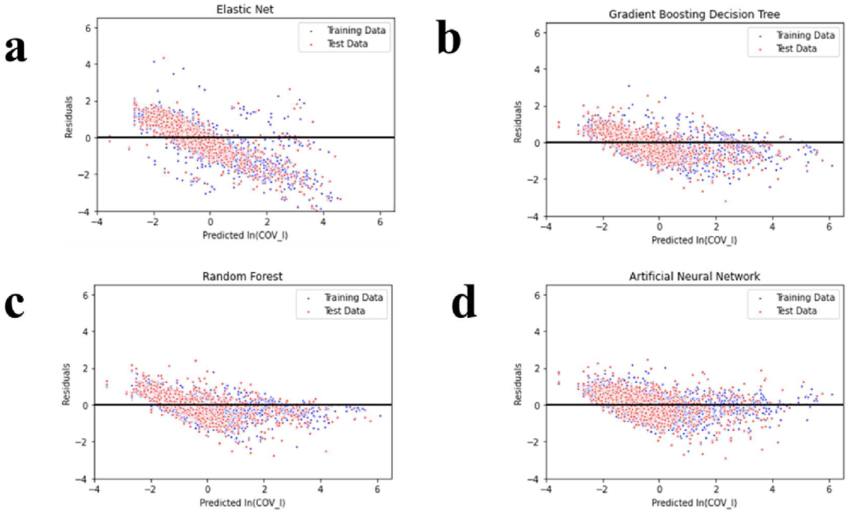 a
Elastic Net
Training Data
Test Data
6
4
2
0
−2
−4
Residuals
−4 −2 0 2 4 6
Predicted ln(COV_I)
b
Gradient Boosting Decision Tree
Training Data
Test Data
6
4
2
0
−2
−4
Residuals
−4 −2 0 2 4 6
Predicted ln(COV_I)
c
Random Forest
Training Data
Test Data
6
4
2
0
−2
−4
Residuals
−4 −2 0 2 4 6
Predicted ln(COV_I)
d
Artificial Neural Network
Training Data
Test Data
6
4
2
0
−2
−4
Residuals
−4 −2 0 2 4 6
Predicted ln(COV_I)